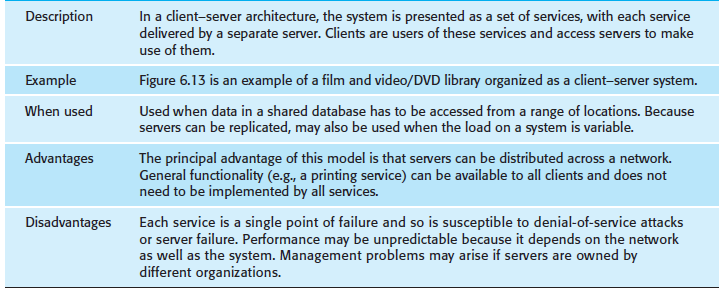 Description In a client–server architecture, the system is presented as a set of services, with each service
delivered by a separate server. Clients are users of these services and access servers to make
use of them.
Example Figure 6.13 is an example of a film and video/DVD library organized as a client–server system.
When used Used when data in a shared database has to be accessed from a range of locations. Because
servers can be replicated, may also be used when the load on a system is variable.
Advantages The principal advantage of this model is that servers can be distributed across a network.
General functionality (e.g., a printing service) can be available to all clients and does not
need to be implemented by all services.
Disadvantages Each service is a single point of failure and so is susceptible to denial-of-service attacks
or server failure. Performance may be unpredictable because it depends on the network
as well as the system. Management problems may arise if servers are owned by
different organizations.